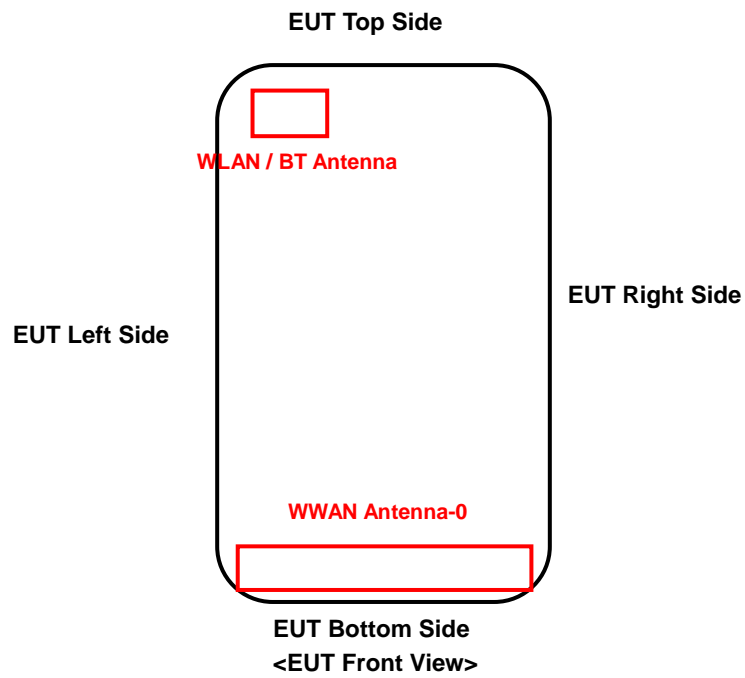 EUT Top Side
WLAN / BT Antenna
EUT Right Side
EUT Left Side
WWAN Antenna-0
EUT Bottom Side
<EUT Front View>